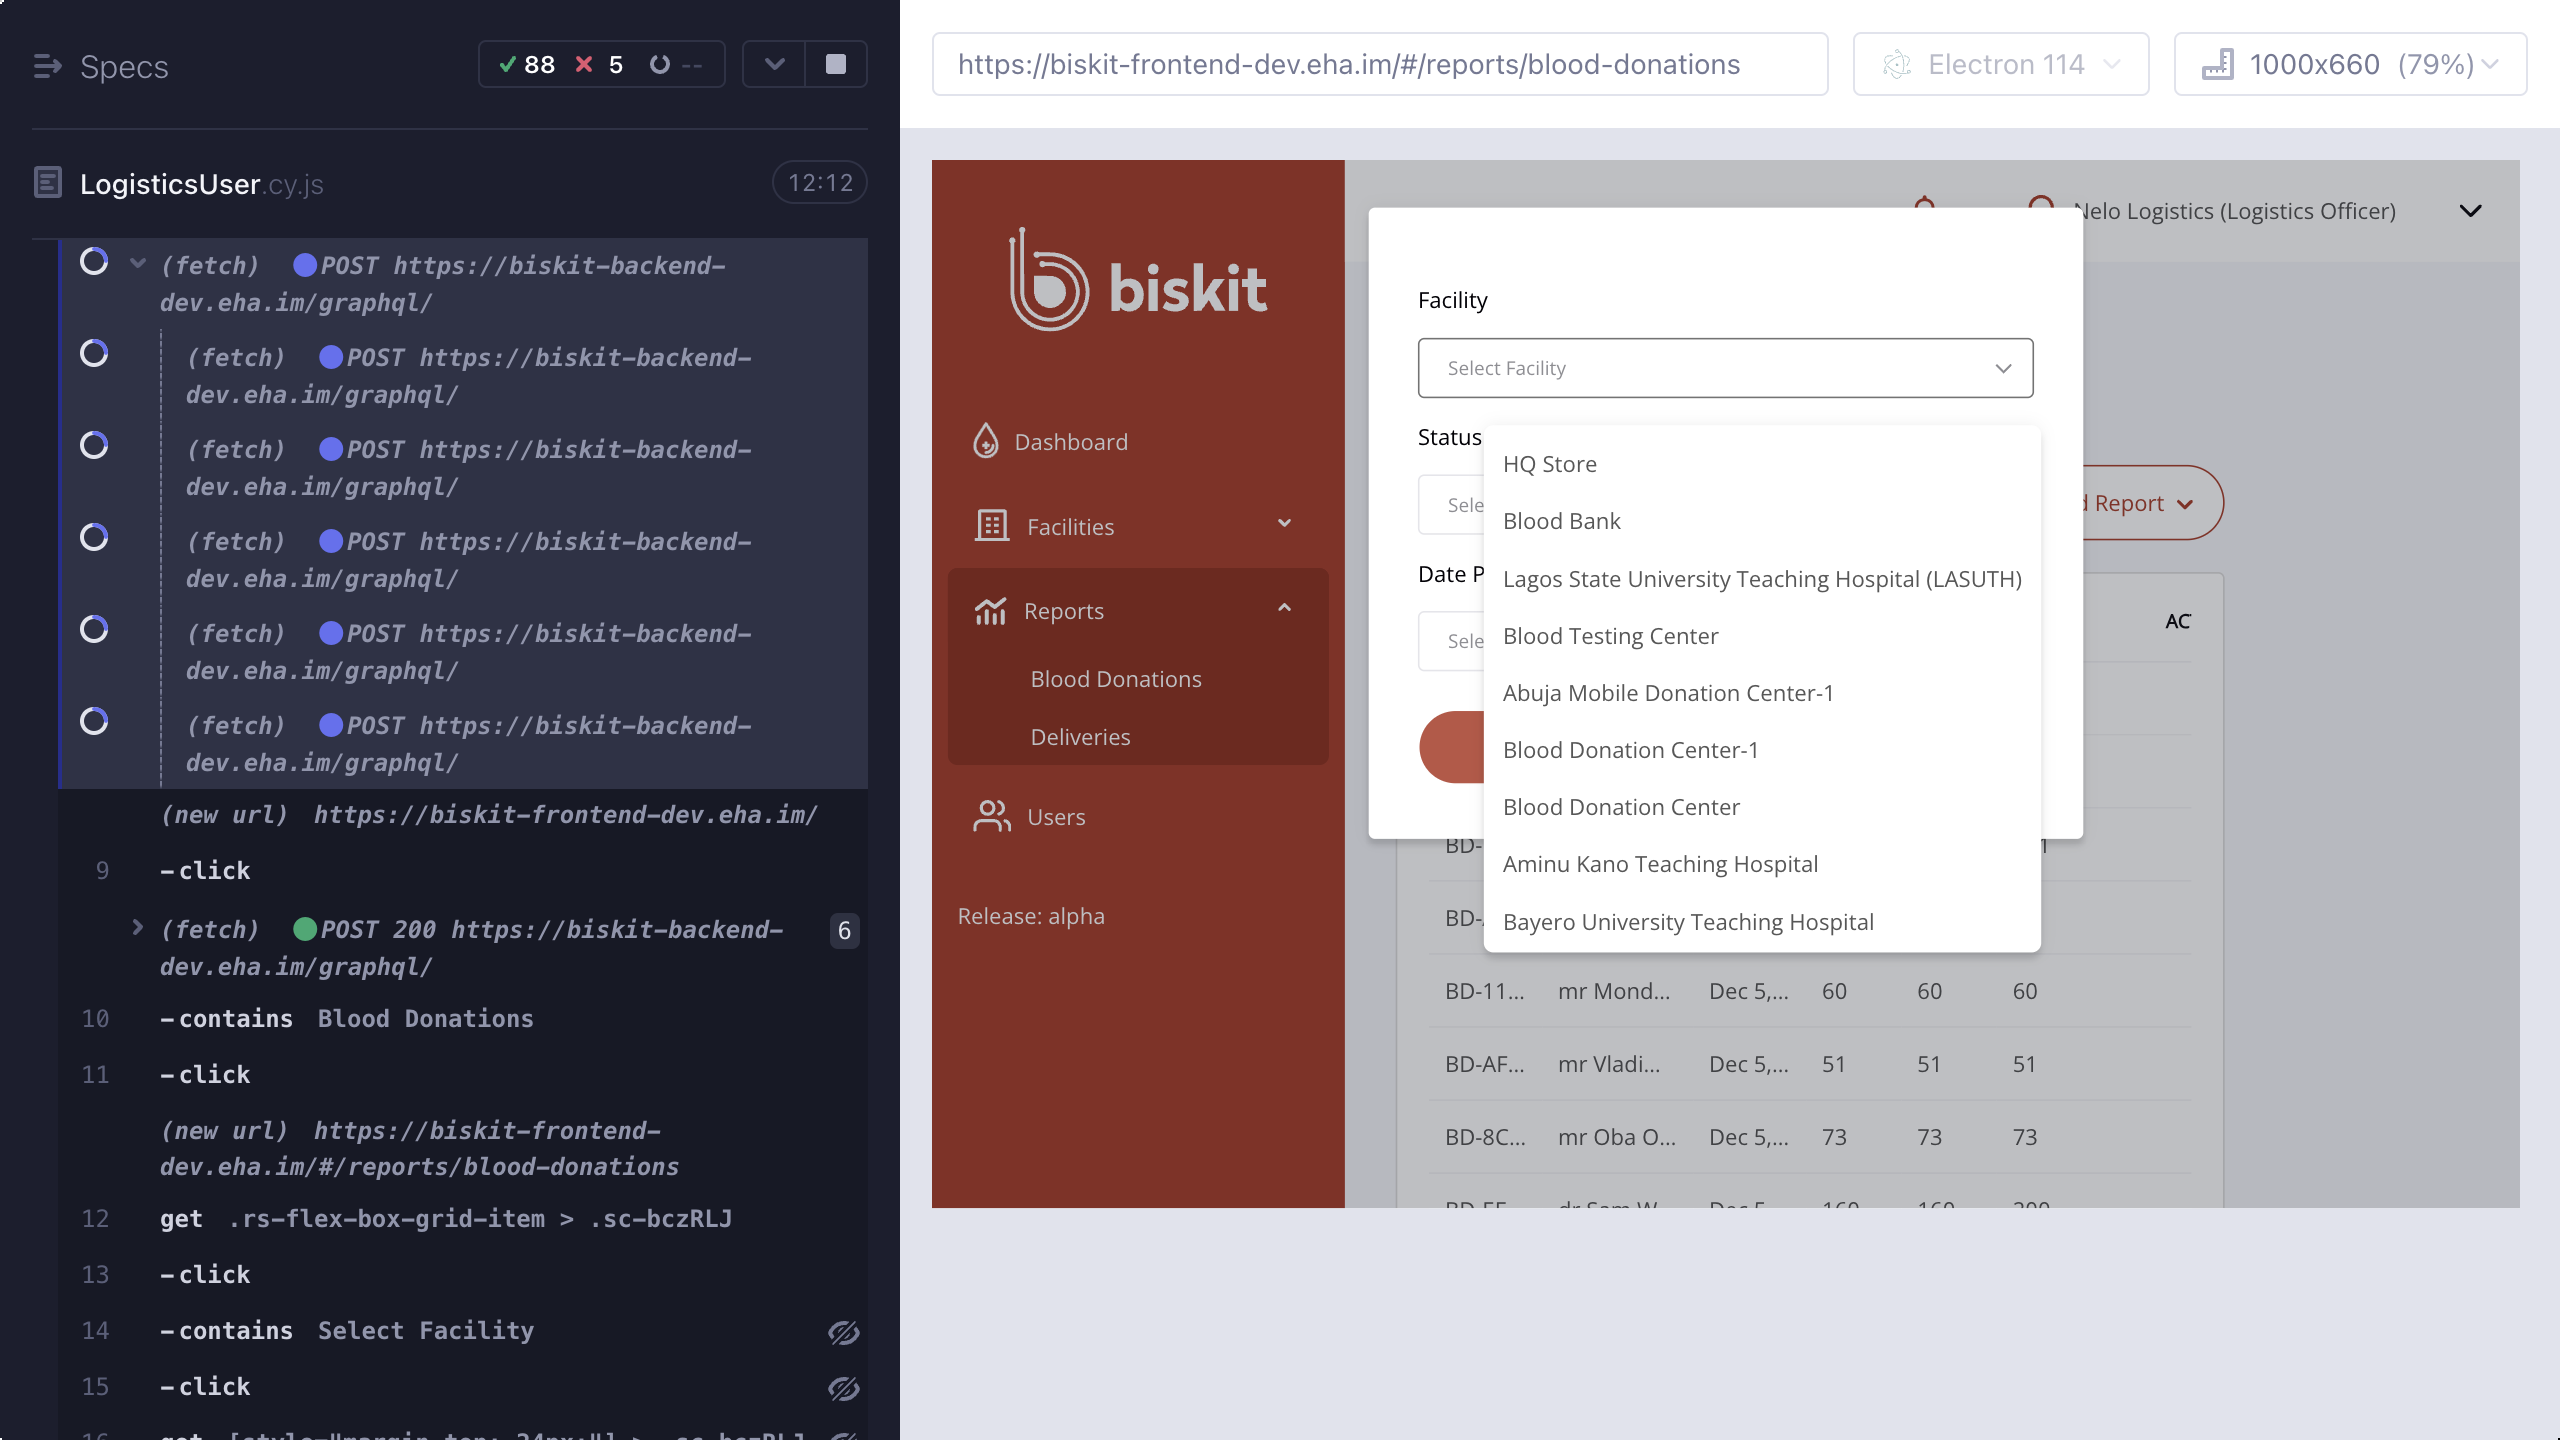 Specs
88 5 --
LogisticsUser.cy.js 12:12
(fetch) POST https://biskit-backend-
dev.eha.im/graphql/
(fetch) POST https://biskit-backend-
dev.eha.im/graphql/
(fetch) POST https://biskit-backend-
dev.eha.im/graphql/
(fetch) POST https://biskit-backend-
dev.eha.im/graphql/
(fetch) POST https://biskit-backend-
dev.eha.im/graphql/
(fetch) POST https://biskit-backend-
dev.eha.im/graphql/
(new url) https://biskit-frontend-dev.eha.im/
9 -click
(fetch) POST 200 https://biskit-backend- 6
dev.eha.im/graphql/
10 -contains Blood Donations
11 -click
(new url) https://biskit-frontend-
dev.eha.im/#/reports/blood-donations
12 get .rs-flex-box-grid-item > .sc-bczRLJ
13 -click
14 -contains Select Facility
15 -click
16 get [style="margin-top: 24px;"] > .sc-bczRLJ
https://biskit-frontend-dev.eha.im/#/reports/blood-donations
Electron 114
1000x660 (79%)
biskit
Dashboard
Facilities
Reports
Blood Donations
Deliveries
Users
Release: alpha
Nelo Logistics (Logistics Officer)
Facility
Select Facility
Status
Sele
Date P
Sele
HQ Store
Blood Bank
Lagos State University Teaching Hospital (LASUTH)
Blood Testing Center
Abuja Mobile Donation Center-1
Blood Donation Center-1
Blood Donation Center
Aminu Kano Teaching Hospital
Bayero University Teaching Hospital
Report
AC
BD-
BD-
BD-11... mr Mond... Dec 5,... 60 60 60
BD-AF... mr Vladi... Dec 5,... 51 51 51
BD-8C... mr Oba O... Dec 5,... 73 73 73